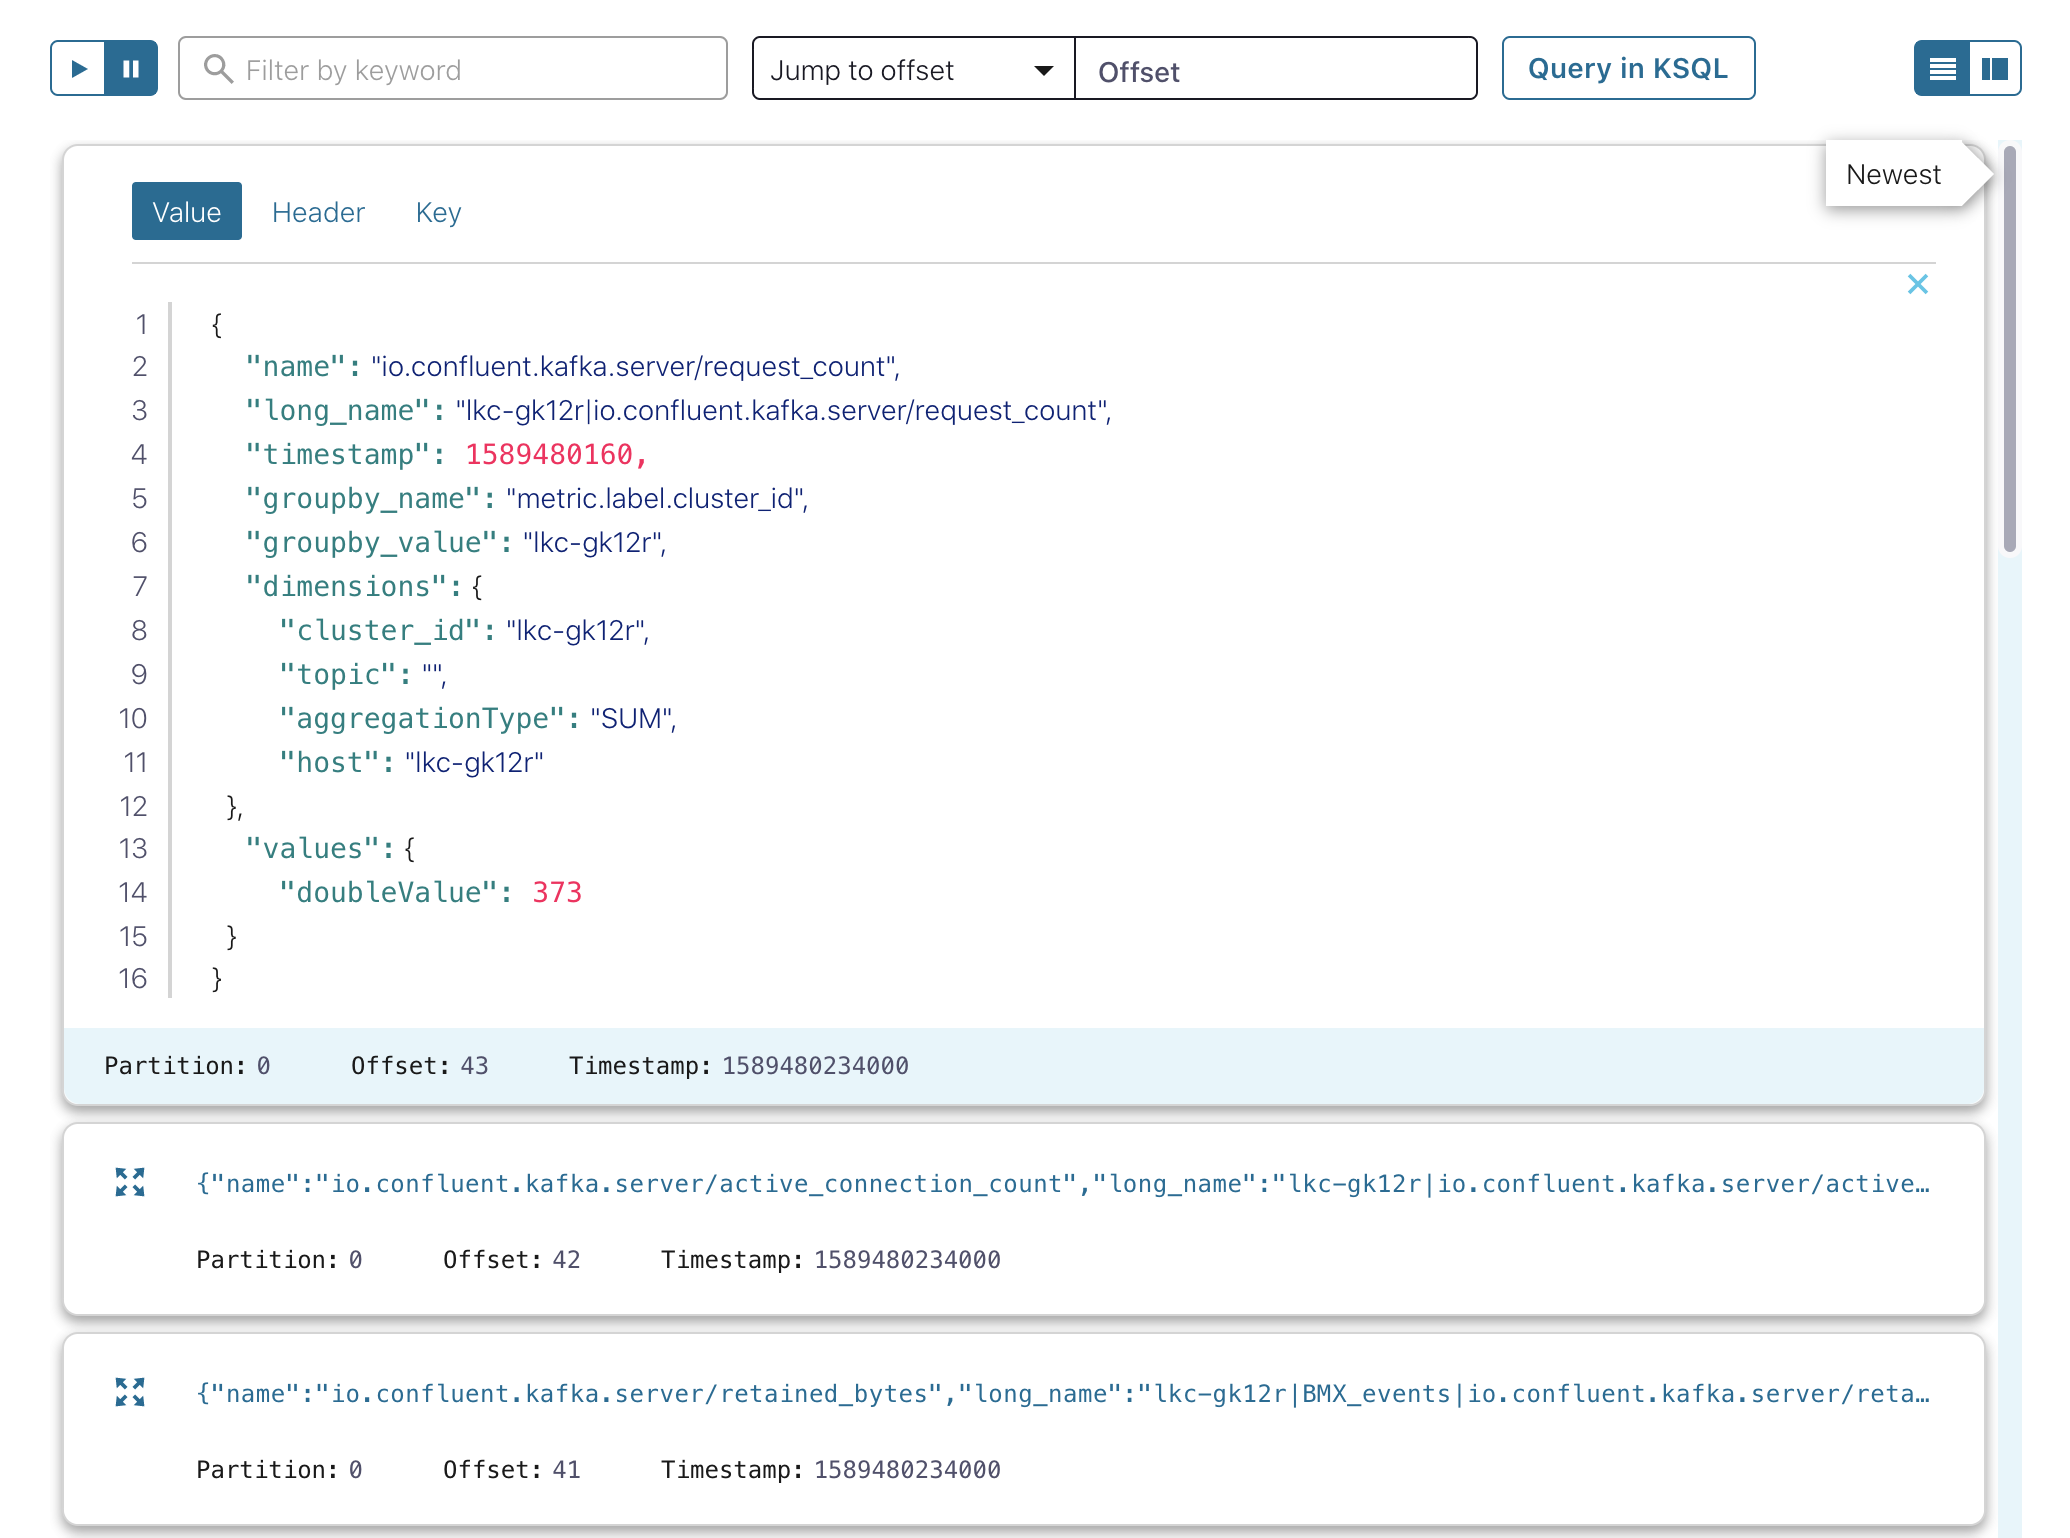 Filter by keyword
Jump to offset
Offset
Query in KSQL
Newest
Value Header Key
1 {
2 "name": "io.confluent.kafka.server/request_count",
3 "long_name": "lkc-gk12r|io.confluent.kafka.server/request_count",
4 "timestamp": 1589480160,
5 "groupby_name": "metric.label.cluster_id",
6 "groupby_value": "lkc-gk12r",
7 "dimensions": {
8 "cluster_id": "lkc-gk12r",
9 "topic": "",
10 "aggregationType": "SUM",
11 "host": "lkc-gk12r"
12 },
13 "values": {
14 "doubleValue": 373
15 }
16 }
Partition: 0 Offset: 43 Timestamp: 1589480234000
{"name":"io.confluent.kafka.server/active_connection_count","long_name":"lkc-gk12r|io.confluent.kafka.server/active…
Partition: 0 Offset: 42 Timestamp: 1589480234000
{"name":"io.confluent.kafka.server/retained_bytes","long_name":"lkc-gk12r|BMX_events|io.confluent.kafka.server/reta…
Partition: 0 Offset: 41 Timestamp: 1589480234000